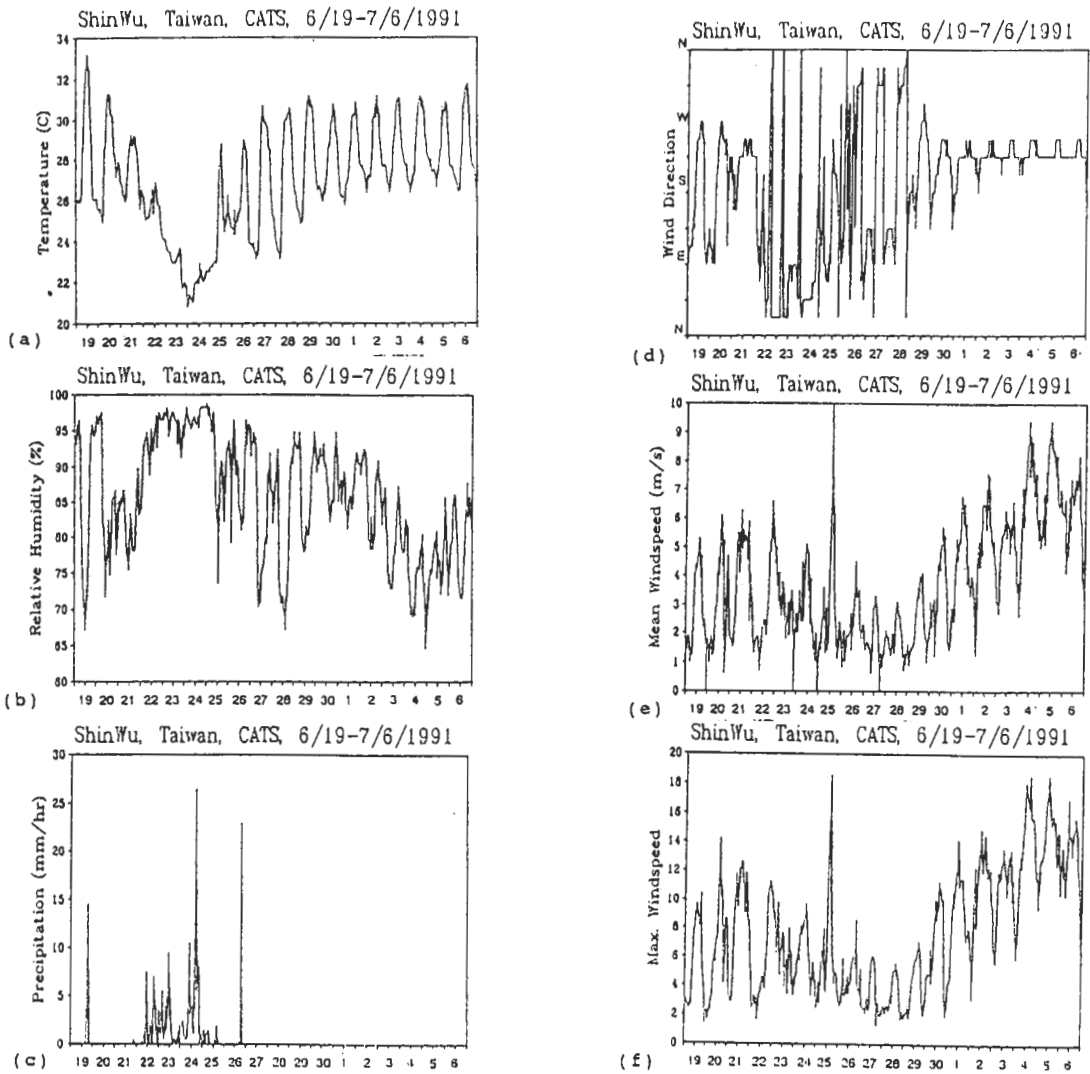 ShinWu, Taiwan, CATS, 6/19-7/6/1991
34
32
30
28
26
24
22
20
Temperature (C)
19 20 21 22 23 24 25 26 27 28 29 30 1 2 3 4 5 6
(a)
ShinWu, Taiwan, CATS, 6/19-7/6/1991
100
95
90
85
80
75
70
65
60
Relative Humidity (%)
19 20 21 22 23 24 25 26 27 28 29 30 1 2 3 4 5 6
(b)
ShinWu, Taiwan, CATS, 6/19-7/6/1991
30
25
20
15
10
5
0
Precipitation (mm/hr)
19 20 21 22 23 24 25 26 27 28 29 30 1 2 3 4 5 6
(c)
ShinWu, Taiwan, CATS, 6/19-7/6/1991
N
W
S
E
N
Wind Direction
19 20 21 22 23 24 25 26 27 28 29 30 1 2 3 4 5 6
(d)
ShinWu, Taiwan, CATS, 6/19-7/6/1991
10
9
8
7
6
5
4
3
2
1
0
Mean Windspeed (m/s)
19 20 21 22 23 24 25 26 27 28 29 30 1 2 3 4 5 6
(e)
ShinWu, Taiwan, CATS, 6/19-7/6/1991
20
18
16
14
12
10
8
6
4
2
0
Max. Windspeed
19 20 21 22 23 24 25 26 27 28 29 30 1 2 3 4 5 6
(f)